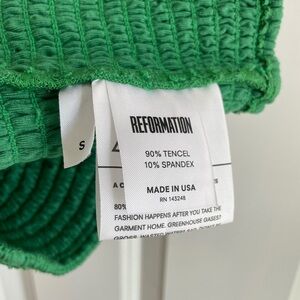 REFORMATION
S
90% TENCEL
10% SPANDEX
A C
MADE IN USA
RN 143248
80%
FASHION HAPPENS AFTER YOU TAKE THE
GARMENT HOME. GREENHOUSE GASES?